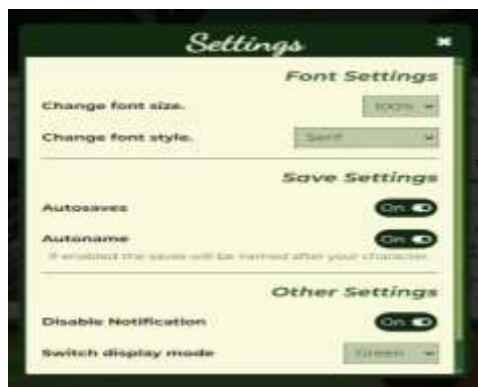 Settings
Font Settings
Change font size. 100%
Change font style. Serif
Save Settings
Autosaves On
Autoname On
If enabled the saves will be named after your character.
Other Settings
Disable Notification On
Switch display mode Green